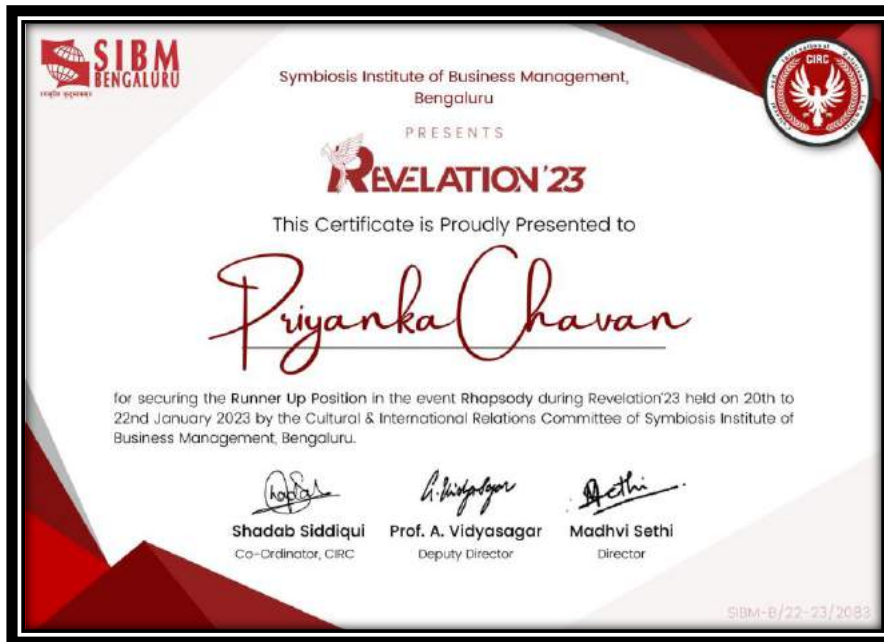 SIBM
BENGALURU
CIRC
Symbiosis Institute of Business Management,
Bengaluru
PRESENTS
REVELATION'23
This Certificate is Proudly Presented to
Priyanka Chavan
for securing the Runner Up Position in the event Rhapsody during Revelation'23 held on 20th to
22nd January 2023 by the Cultural & International Relations Committee of Symbiosis Institute of
Business Management, Bengaluru.
Shadab Siddiqui
Prof. A. Vidyasagar
Madhvi Sethi
Co-Ordinator, CIRC
Deputy Director
Director
SIBM-B/22-23/2083